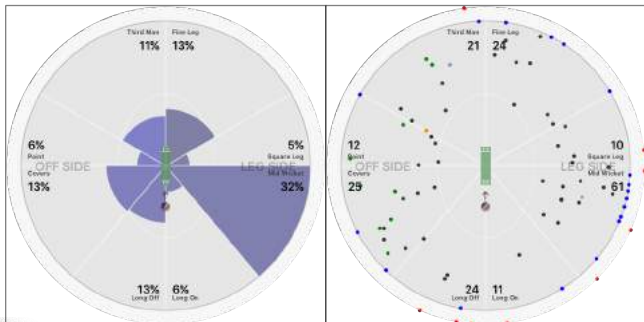 Third Man Fine Leg
11% 13%
6%
Point
OFF SIDE
Covers
13%
5%
Square Leg
LEG SIDE
Mid Wicket
32%
13% 6%
Long Off Long On
Third Man Fine Leg
21 24
12
Point
OFF SIDE
Covers
25
10
Square Leg
LEG SIDE
Mid Wicket
61
24 11
Long Off Long On